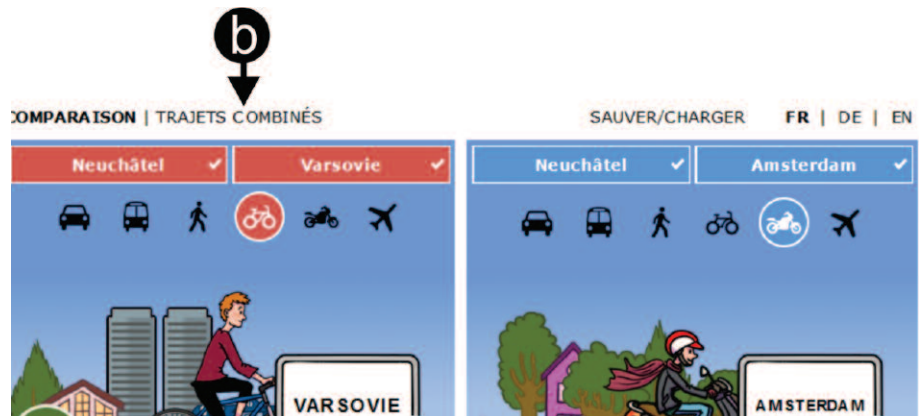 b
COMPARAISON | TRAJETS COMBINÉS
SAUVER/CHARGER FR | DE | EN
Neuchâtel Varsovie
Neuchâtel Amsterdam
VARSOVIE
AMSTERDAM